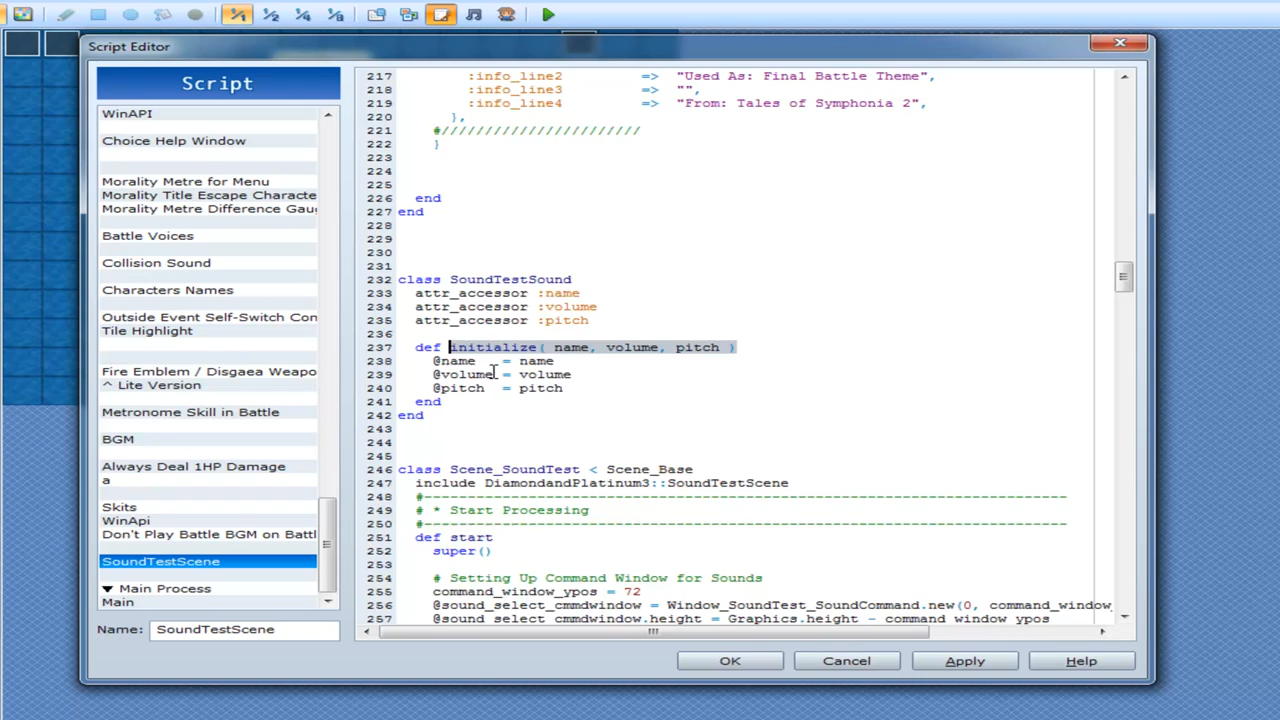 1/1 1/2 1/4 1/8
Script Editor
Script
WinAPI
Choice Help Window
Morality Metre for Menu
Morality Title Escape Characte
Morality Metre Difference Gau
Battle Voices
Collision Sound
Characters Names
Outside Event Self-Switch Con
Tile Highlight
Fire Emblem / Disgaea Weapo
^ Lite Version
Metronome Skill in Battle
BGM
Always Deal 1HP Damage
a
Skits
WinApi
Don't Play Battle BGM on Battl
SoundTestScene
▼ Main Process
Main
Name: SoundTestScene
217 :info_line2 => "Used As: Final Battle Theme",
218 :info_line3 => "",
219 :info_line4 => "From: Tales of Symphonia 2",
220 },
221 #///////////////////////
222 }
223
224
225
226 end
227 end
228
229
230
231
232 class SoundTestSound
233 attr_accessor :name
234 attr_accessor :volume
235 attr_accessor :pitch
236
237 def initialize( name, volume, pitch )
238 @name = name
239 @volume = volume
240 @pitch = pitch
241 end
242 end
243
244
245
246 class Scene_SoundTest < Scene_Base
247 include DiamondandPlatinum3::SoundTestScene
248 #--------------------------------------------------------------------------
249 # * Start Processing
250 #--------------------------------------------------------------------------
251 def start
252 super()
253
254 # Setting Up Command Window for Sounds
255 command_window_ypos = 72
256 @sound_select_cmmdwindow = Window_SoundTest_SoundCommand.new(0, command_window
257 @sound_select_cmmdwindow.height = Graphics.height - command_window_ypos
OK
Cancel
Apply
Help